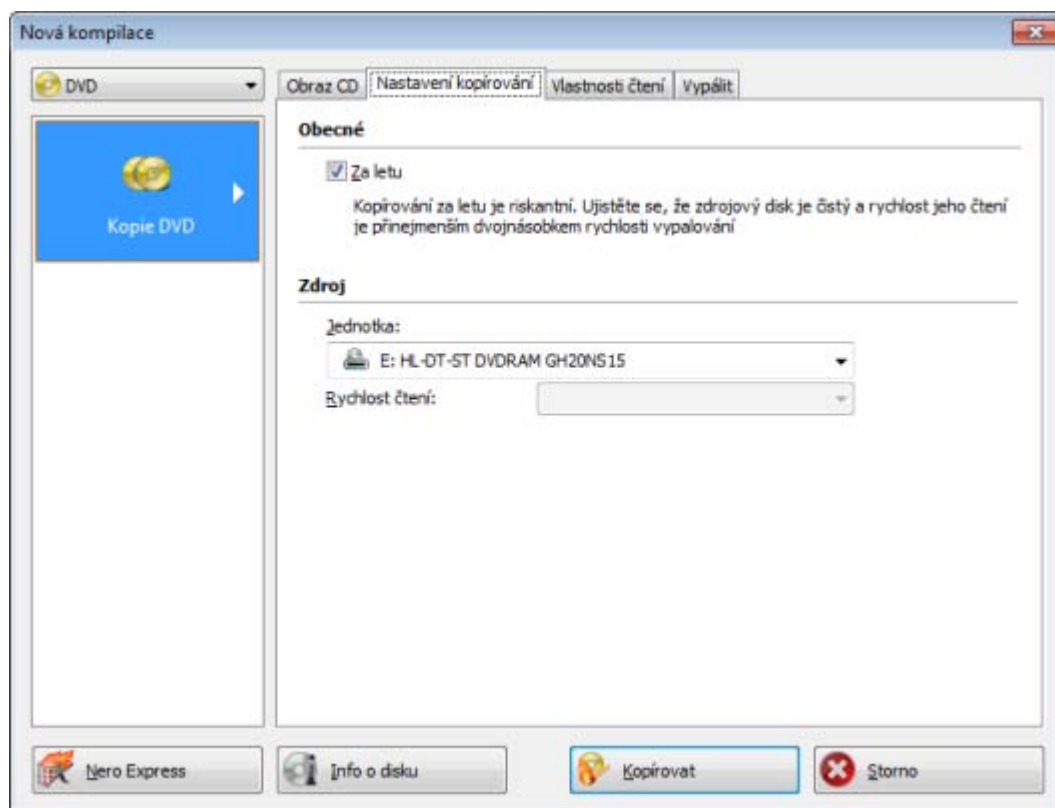 Nová kompilace
DVD
Obraz CD
Nastavení kopírování
Vlastnosti čtení
Vypálit
Kopie DVD
Obecné
Za letu
Kopírování za letu je riskantní. Ujistěte se, že zdrojový disk je čistý a rychlost jeho čtení
je přinejmenším dvojnásobkem rychlosti vypalování
Zdroj
Jednotka:
E: HL-DT-ST DVDRAM GH20NS15
Rychlost čtení:
Nero Express
Info o disku
Kopírovat
Storno